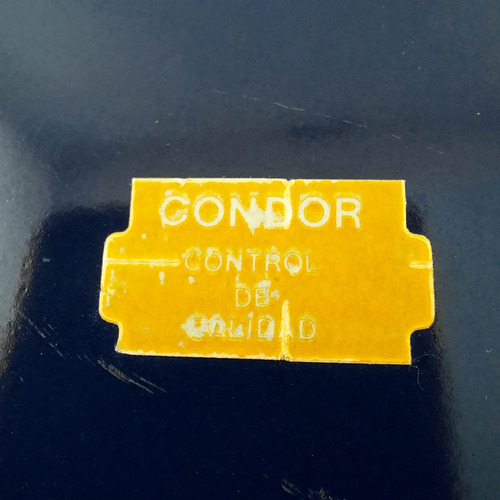 CONDOR
CONTROL
DE
CALIDAD